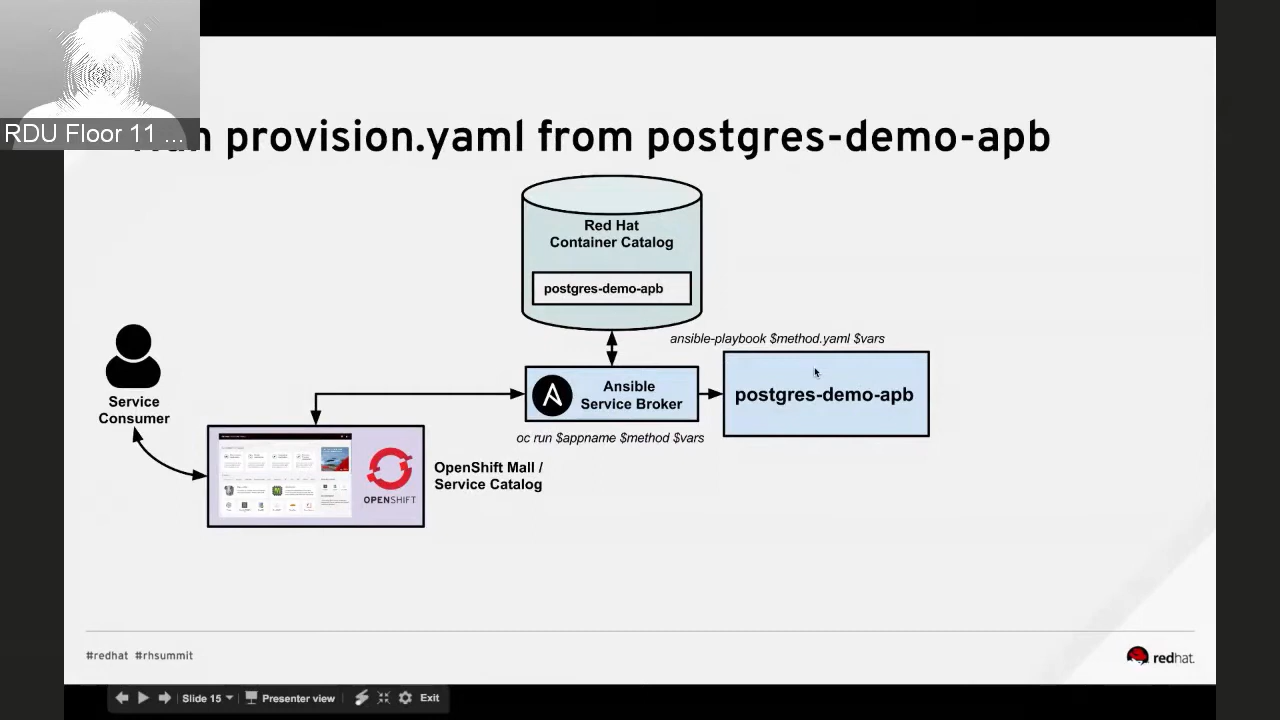 RDU Floor 11 ...
provision.yaml from postgres-demo-apb
Red Hat
Container Catalog
postgres-demo-apb
ansible-playbook $method.yaml $vars
Ansible
Service Broker
postgres-demo-apb
oc run $appname $method $vars
Service
Consumer
OPENSHIFT
OpenShift Mall /
Service Catalog
#redhat #rhsummit
redhat.
Slide 15
Presenter view
Exit